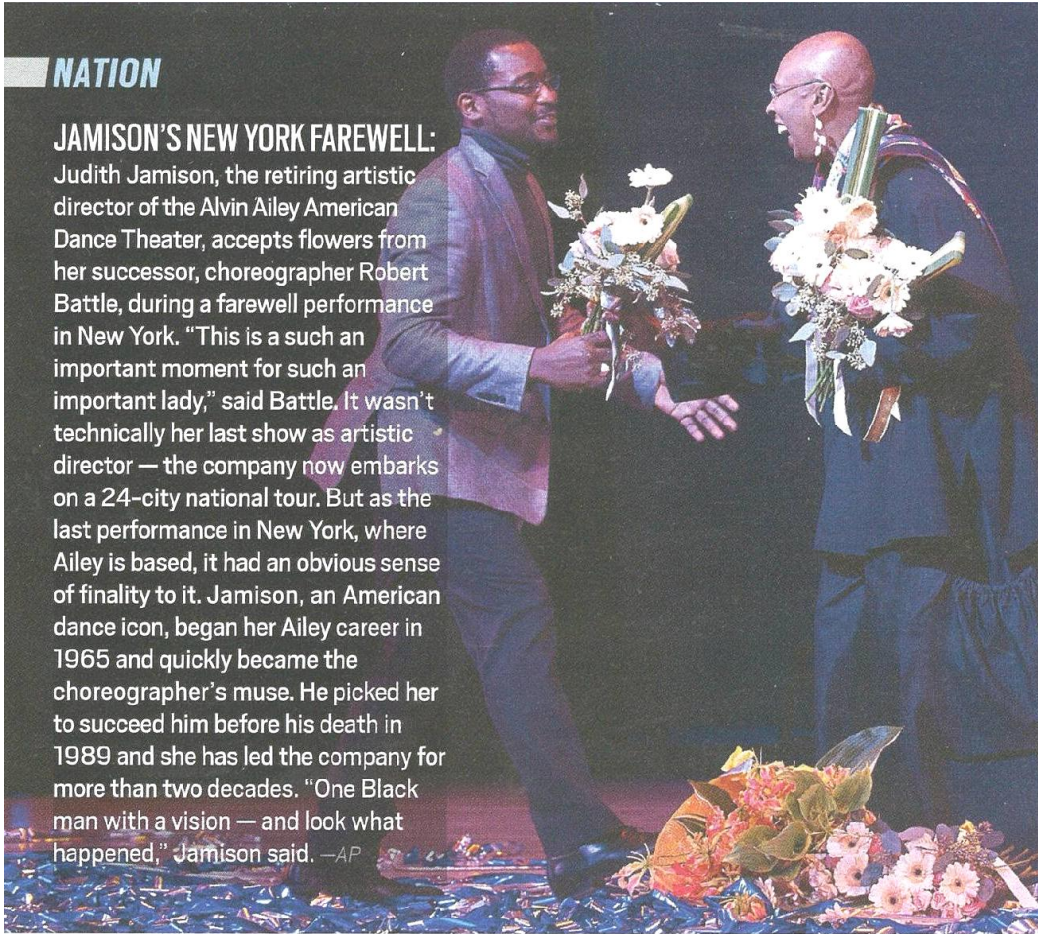 NATION
JAMISON'S NEW YORK FAREWELL:
Judith Jamison, the retiring artistic
director of the Alvin Ailey American
Dance Theater, accepts flowers from
her successor, choreographer Robert
Battle, during a farewell performance
in New York. “This is a such an
important moment for such an
important lady,” said Battle. It wasn't
technically her last show as artistic
director — the company now embarks
on a 24-city national tour. But as the
last performance in New York, where
Ailey is based, it had an obvious sense
of finality to it. Jamison, an American
dance icon, began her Ailey career in
1965 and quickly became the
choreographer's muse. He picked her
to succeed him before his death in
1989 and she has led the company for
more than two decades. “One Black
man with a vision — and look what
happened,” Jamison said. —AP